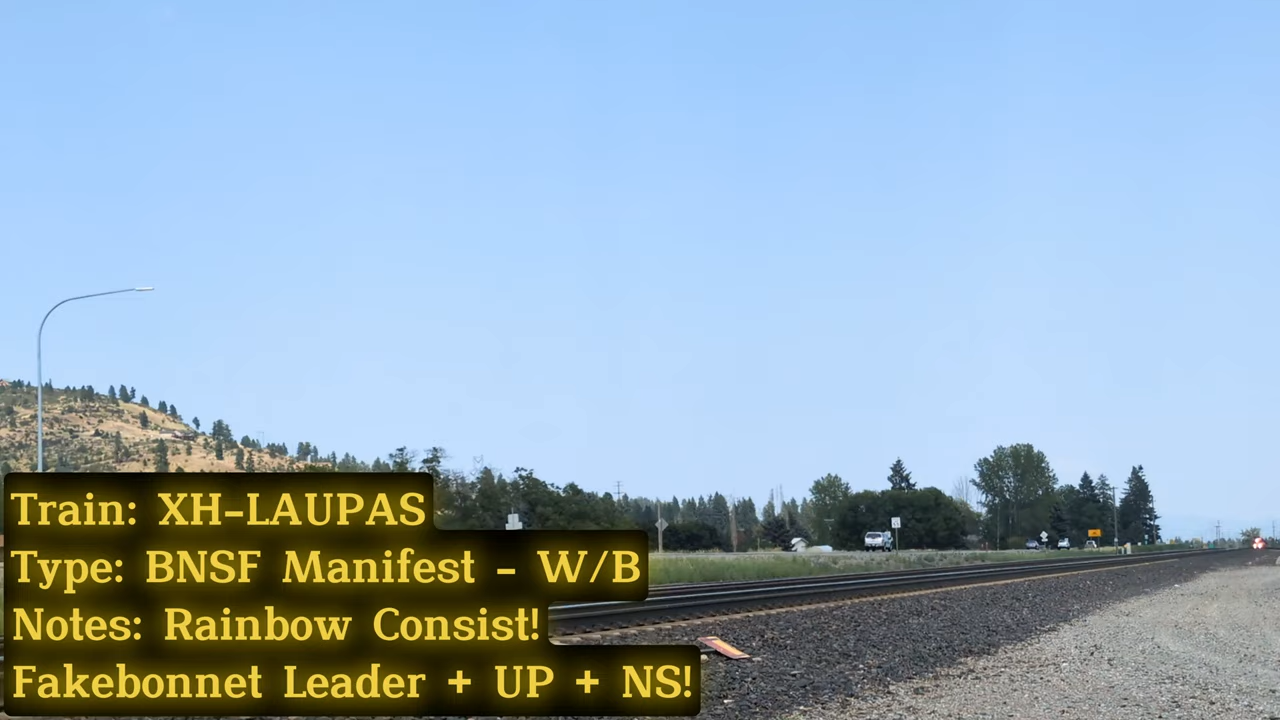 Train: XH-LAUPAS
Type: BNSF Manifest - W/B
Notes: Rainbow Consist!
Fakebonnet Leader + UP + NS!